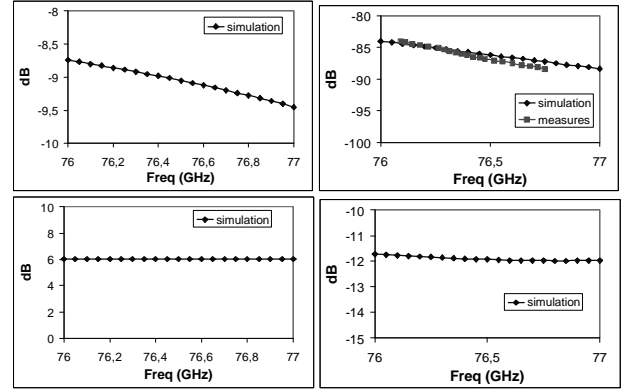 -8
-8,5
-9
-9,5
-10
dB
76 76,2 76,4 76,6 76,8 77
Freq (GHz)
simulation
-80
-85
-90
-95
-100
dB
76 76,5 77
Freq (GHz)
simulation
measures
10
8
6
4
2
0
dB
76 76,2 76,4 76,6 76,8 77
Freq (GHz)
simulation
-10
-11
-12
-13
-14
-15
dB
76 76,5 77
Freq (GHz)
simulation